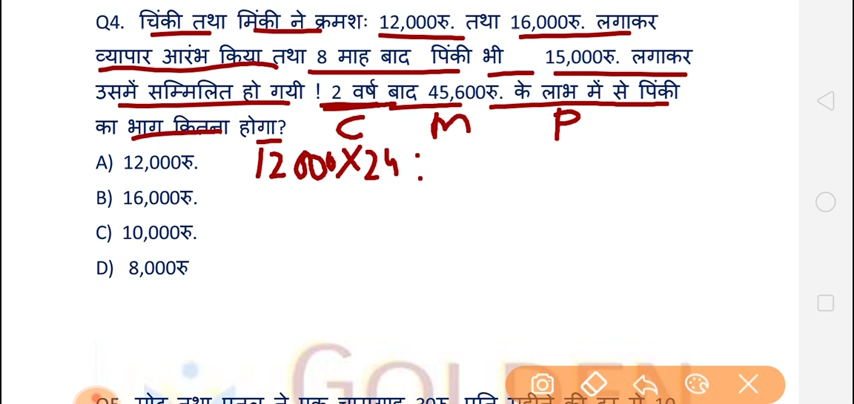 Q4. चिंकी तथा मिंकी ने क्रमशः 12,000रु. तथा 16,000रु. लगाकर
व्यापार आरंभ किया तथा 8 माह बाद पिंकी भी 15,000रु. लगाकर
उसमें सम्मिलित हो गयी ! 2 वर्ष बाद 45,600रु. के लाभ में से पिंकी
का भाग कितना होगा?
C M P
A) 12,000रु.
12000×24 :
B) 16,000रु.
C) 10,000रु.
D) 8,000रु
GOLDEN